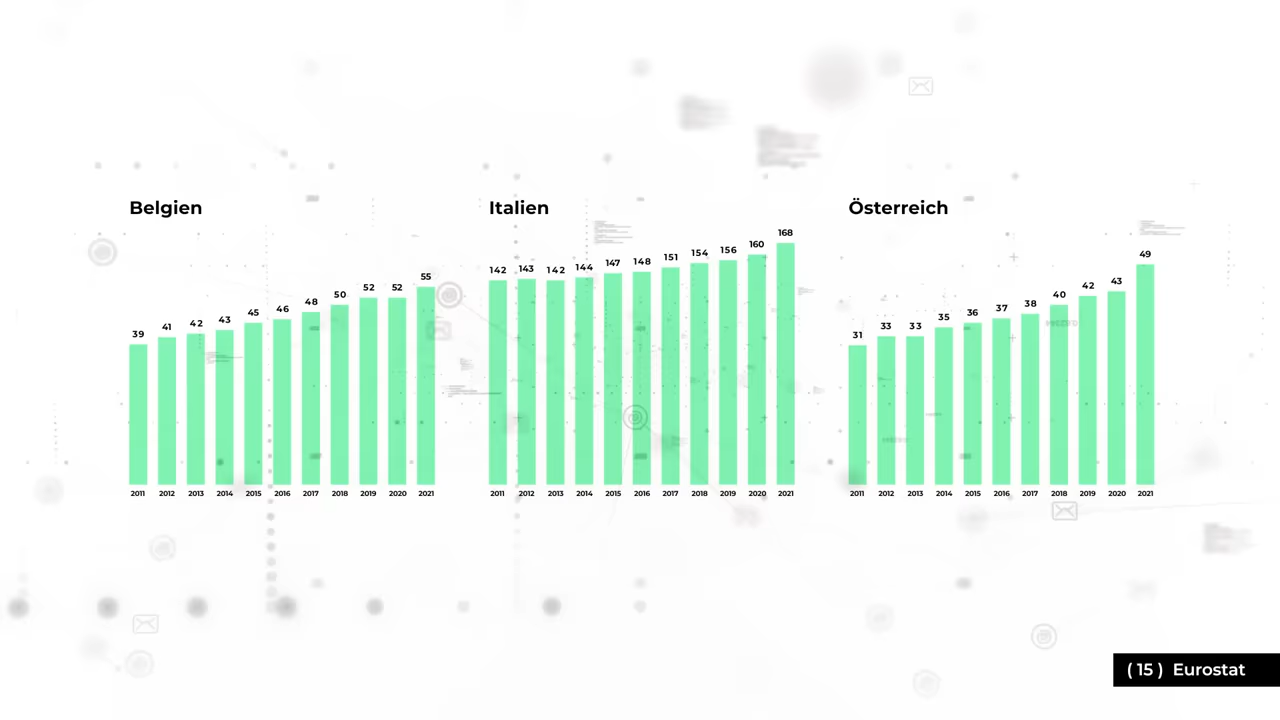 Belgien
39 41 42 43 45 46 48 50 52 52 55
2011 2012 2013 2014 2015 2016 2017 2018 2019 2020 2021
Italien
142 143 142 144 147 148 151 154 156 160 168
2011 2012 2013 2014 2015 2016 2017 2018 2019 2020 2021
Österreich
31 33 33 35 36 37 38 40 42 43 49
2011 2012 2013 2014 2015 2016 2017 2018 2019 2020 2021
( 15 ) Eurostat